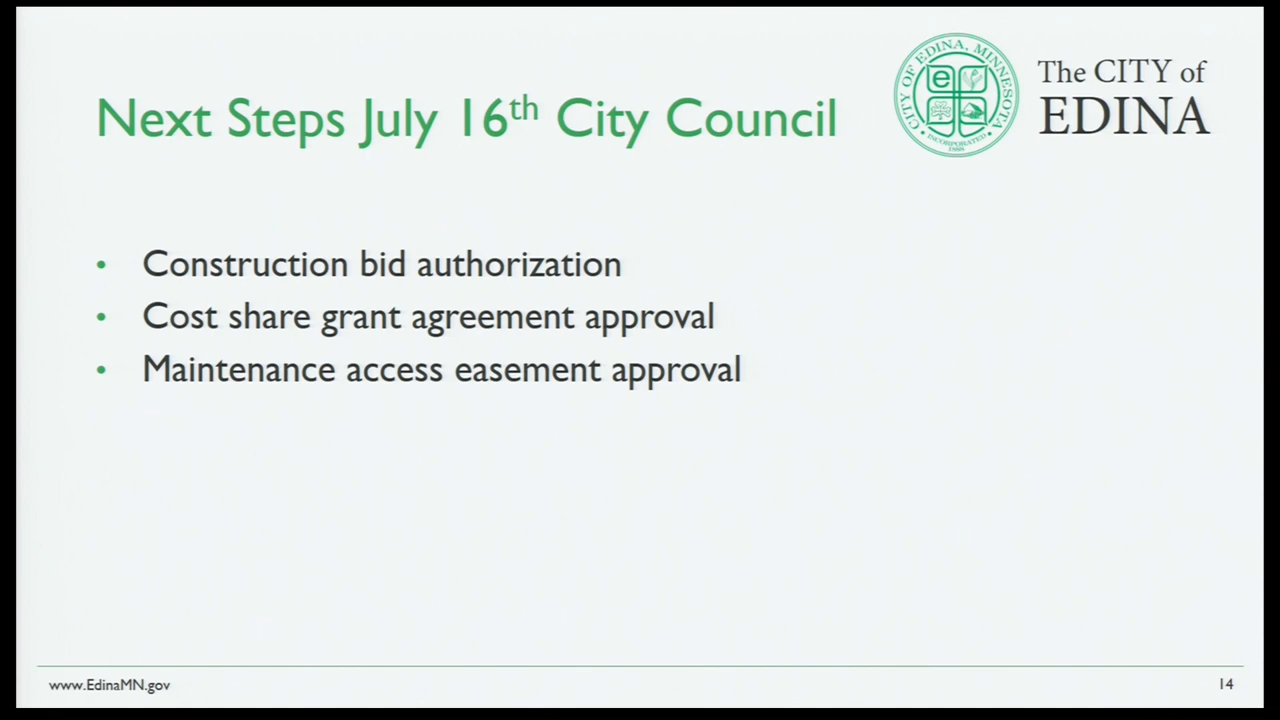 Next Steps July 16th City Council
CITY OF EDINA, MINNESOTA
e
INCORPORATED
1888
The CITY of
EDINA
• Construction bid authorization
• Cost share grant agreement approval
• Maintenance access easement approval
www.EdinaMN.gov
14